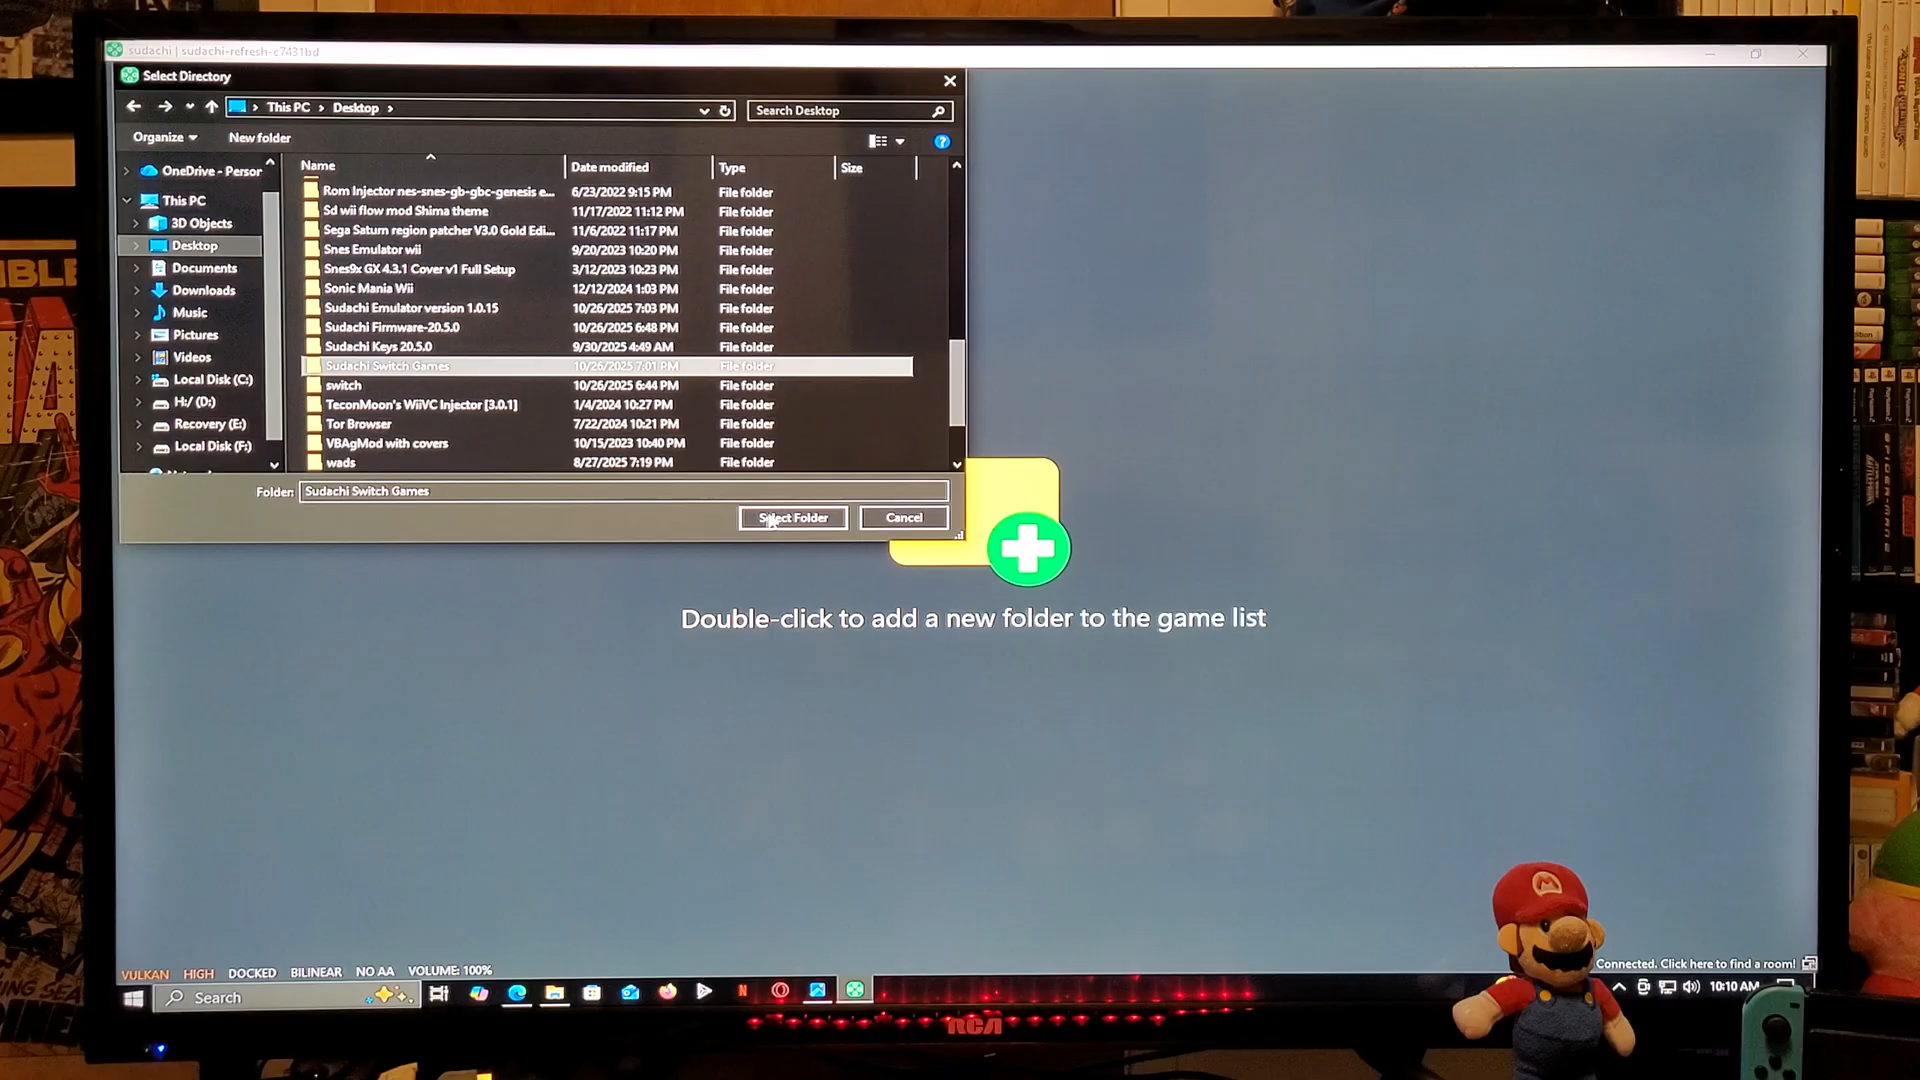 sudachi | sudachi-refresh-c7431bd
Select Directory
This PC > Desktop >
Search Desktop
Organize
New folder
OneDrive - Person
This PC
3D Objects
Desktop
Documents
Downloads
Music
Pictures
Videos
Local Disk (C:)
H:/ (D:)
Recovery (E:)
Local Disk (F:)
Name Date modified Type Size
Rom Injector nes-snes-gb-gbc-genesis e... 6/23/2022 9:15 PM File folder
Sd wii flow mod Shima theme 11/17/2022 11:12 PM File folder
Sega Saturn region patcher V3.0 Gold Edi... 11/6/2022 11:17 PM File folder
Snes Emulator wii 9/20/2023 10:20 PM File folder
Snes9x GX 4.3.1 Cover v1 Full Setup 3/12/2023 10:23 PM File folder
Sonic Mania Wii 12/12/2024 1:03 PM File folder
Sudachi Emulator version 1.0.15 10/26/2025 7:03 PM File folder
Sudachi Firmware-20.5.0 10/26/2025 6:48 PM File folder
Sudachi Keys 20.5.0 9/30/2025 4:49 AM File folder
Sudachi Switch Games 10/26/2025 7:01 PM File folder
switch 10/26/2025 6:44 PM File folder
TeconMoon's WiiVC Injector [3.0.1] 1/4/2024 10:27 PM File folder
Tor Browser 7/22/2024 10:21 PM File folder
VBAgMod with covers 10/15/2023 10:40 PM File folder
wads 8/27/2025 7:19 PM File folder
Folder: Sudachi Switch Games
Select Folder Cancel
Double-click to add a new folder to the game list
VULKAN HIGH DOCKED BILINEAR NO AA VOLUME: 100%
Connected. Click here to find a room!
Search
10:10 AM
RCA